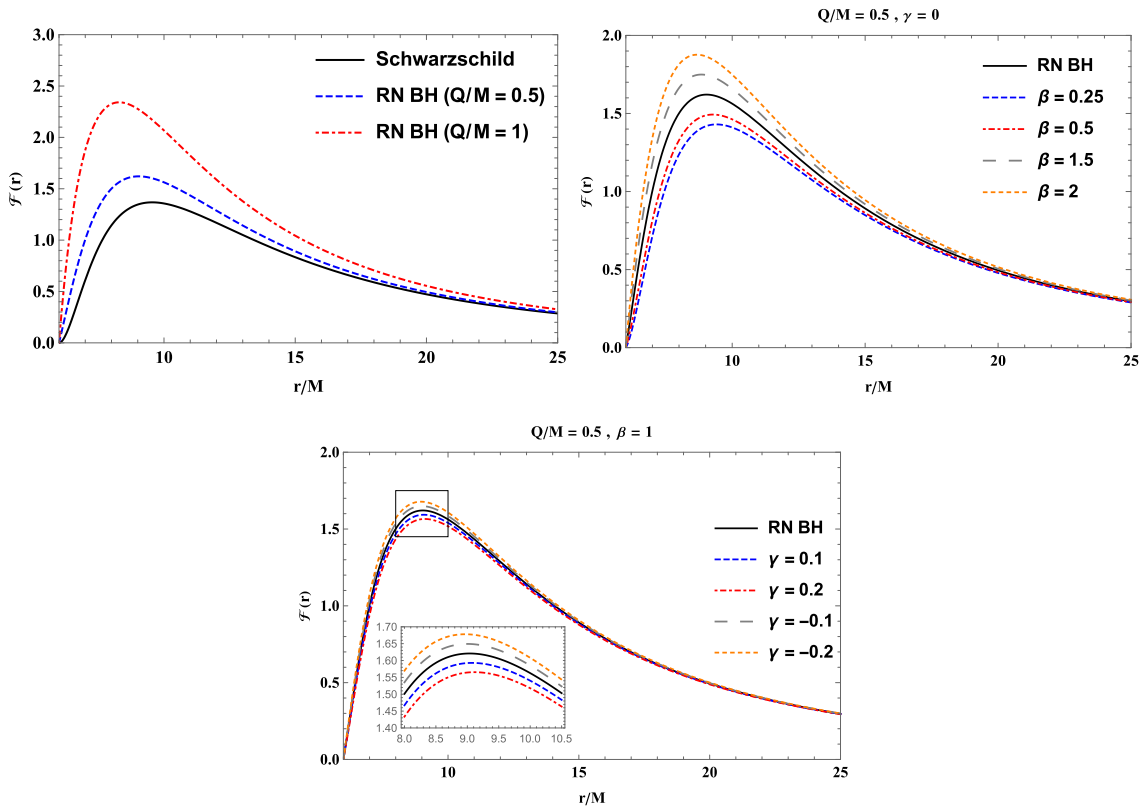 3.0
2.5
2.0
1.5
1.0
0.5
0.0
ℱ(r)
10
15
20
25
r/M
Schwarzschild
RN BH (Q/M = 0.5)
RN BH (Q/M = 1)
Q/M = 0.5 , γ = 0
2.0
1.5
1.0
0.5
0.0
ℱ(r)
10
15
20
25
r/M
RN BH
β = 0.25
β = 0.5
β = 1.5
β = 2
Q/M = 0.5 , β = 1
2.0
1.5
1.0
0.5
0.0
ℱ(r)
10
15
20
25
r/M
RN BH
γ = 0.1
γ = 0.2
γ = −0.1
γ = −0.2
1.70
1.65
1.60
1.55
1.50
1.45
1.40
8.0
8.5
9.0
9.5
10.0
10.5